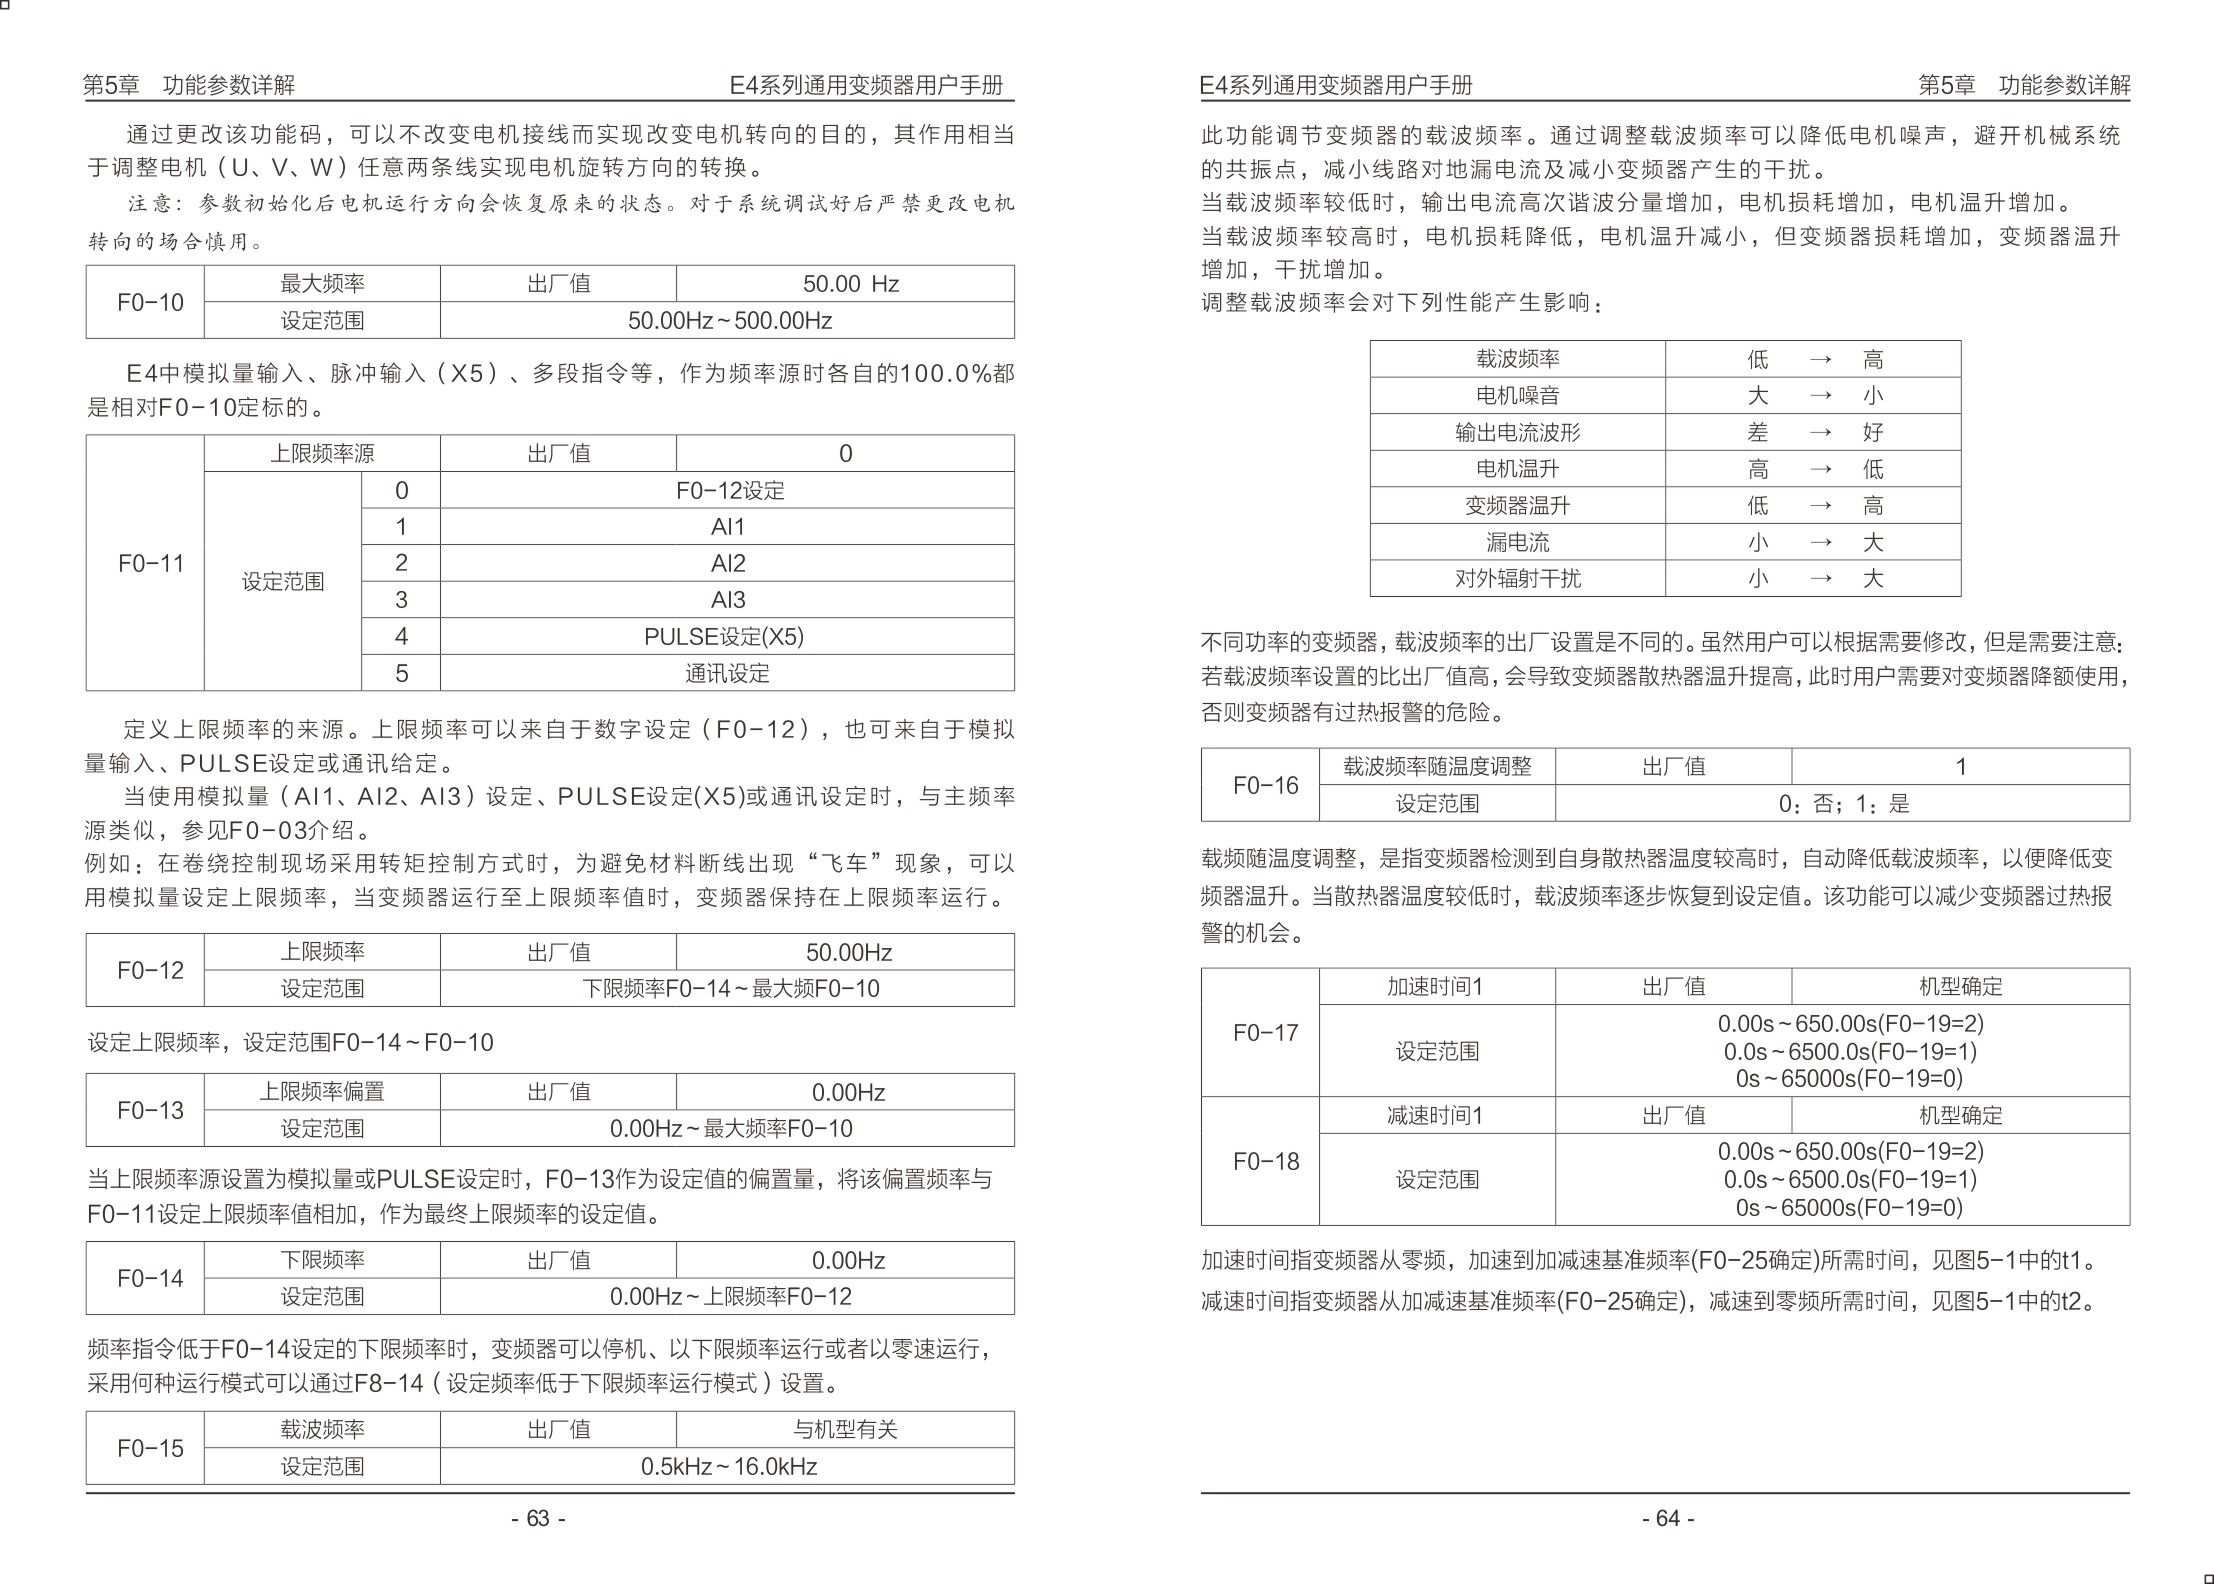 第5章　功能参数详解
E4系列通用变频器用户手册
通过更改该功能码，可以不改变电机接线而实现改变电机转向的目的，其作用相当
于调整电机（U、V、W）任意两条线实现电机旋转方向的转换。
注意：参数初始化后电机运行方向会恢复原来的状态。对于系统调试好后严禁更改电机
转向的场合慎用。
F0-10 最大频率 出厂值 50.00 Hz
设定范围 50.00Hz~500.00Hz
E4中模拟量输入、脉冲输入（X5）、多段指令等，作为频率源时各自的100.0%都
是相对F0-10定标的。
F0-11 上限频率源 出厂值 0
设定范围 0 F0-12设定
1 AI1
2 AI2
3 AI3
4 PULSE设定(X5)
5 通讯设定
定义上限频率的来源。上限频率可以来自于数字设定（F0-12），也可来自于模拟
量输入、PULSE设定或通讯给定。
当使用模拟量（AI1、AI2、AI3）设定、PULSE设定(X5)或通讯设定时，与主频率
源类似，参见F0-03介绍。
例如：在卷绕控制现场采用转矩控制方式时，为避免材料断线出现“飞车”现象，可以
用模拟量设定上限频率，当变频器运行至上限频率值时，变频器保持在上限频率运行。
F0-12 上限频率 出厂值 50.00Hz
设定范围 下限频率F0-14~最大频F0-10
设定上限频率，设定范围F0-14~F0-10
F0-13 上限频率偏置 出厂值 0.00Hz
设定范围 0.00Hz~最大频率F0-10
当上限频率源设置为模拟量或PULSE设定时，F0-13作为设定值的偏置量，将该偏置频率与
F0-11设定上限频率值相加，作为最终上限频率的设定值。
F0-14 下限频率 出厂值 0.00Hz
设定范围 0.00Hz~上限频率F0-12
频率指令低于F0-14设定的下限频率时，变频器可以停机、以下限频率运行或者以零速运行，
采用何种运行模式可以通过F8-14（设定频率低于下限频率运行模式）设置。
F0-15 载波频率 出厂值 与机型有关
设定范围 0.5kHz~16.0kHz
- 63 -
E4系列通用变频器用户手册
第5章　功能参数详解
此功能调节变频器的载波频率。通过调整载波频率可以降低电机噪声，避开机械系统
的共振点，减小线路对地漏电流及减小变频器产生的干扰。
当载波频率较低时，输出电流高次谐波分量增加，电机损耗增加，电机温升增加。
当载波频率较高时，电机损耗降低，电机温升减小，但变频器损耗增加，变频器温升
增加，干扰增加。
调整载波频率会对下列性能产生影响：
载波频率 低 → 高
电机噪音 大 → 小
输出电流波形 差 → 好
电机温升 高 → 低
变频器温升 低 → 高
漏电流 小 → 大
对外辐射干扰 小 → 大
不同功率的变频器，载波频率的出厂设置是不同的。虽然用户可以根据需要修改，但是需要注意：
若载波频率设置的比出厂值高，会导致变频器散热器温升提高，此时用户需要对变频器降额使用，
否则变频器有过热报警的危险。
F0-16 载波频率随温度调整 出厂值 1
设定范围 0：否；1：是
载频随温度调整，是指变频器检测到自身散热器温度较高时，自动降低载波频率，以便降低变
频器温升。当散热器温度较低时，载波频率逐步恢复到设定值。该功能可以减少变频器过热报
警的机会。
F0-17 加速时间1 出厂值 机型确定
设定范围 0.00s~650.00s(F0-19=2)
0.0s~6500.0s(F0-19=1)
0s~65000s(F0-19=0)
F0-18 减速时间1 出厂值 机型确定
设定范围 0.00s~650.00s(F0-19=2)
0.0s~6500.0s(F0-19=1)
0s~65000s(F0-19=0)
加速时间指变频器从零频，加速到加减速基准频率(F0-25确定)所需时间，见图5-1中的t1。
减速时间指变频器从加减速基准频率(F0-25确定)，减速到零频所需时间，见图5-1中的t2。
- 64 -